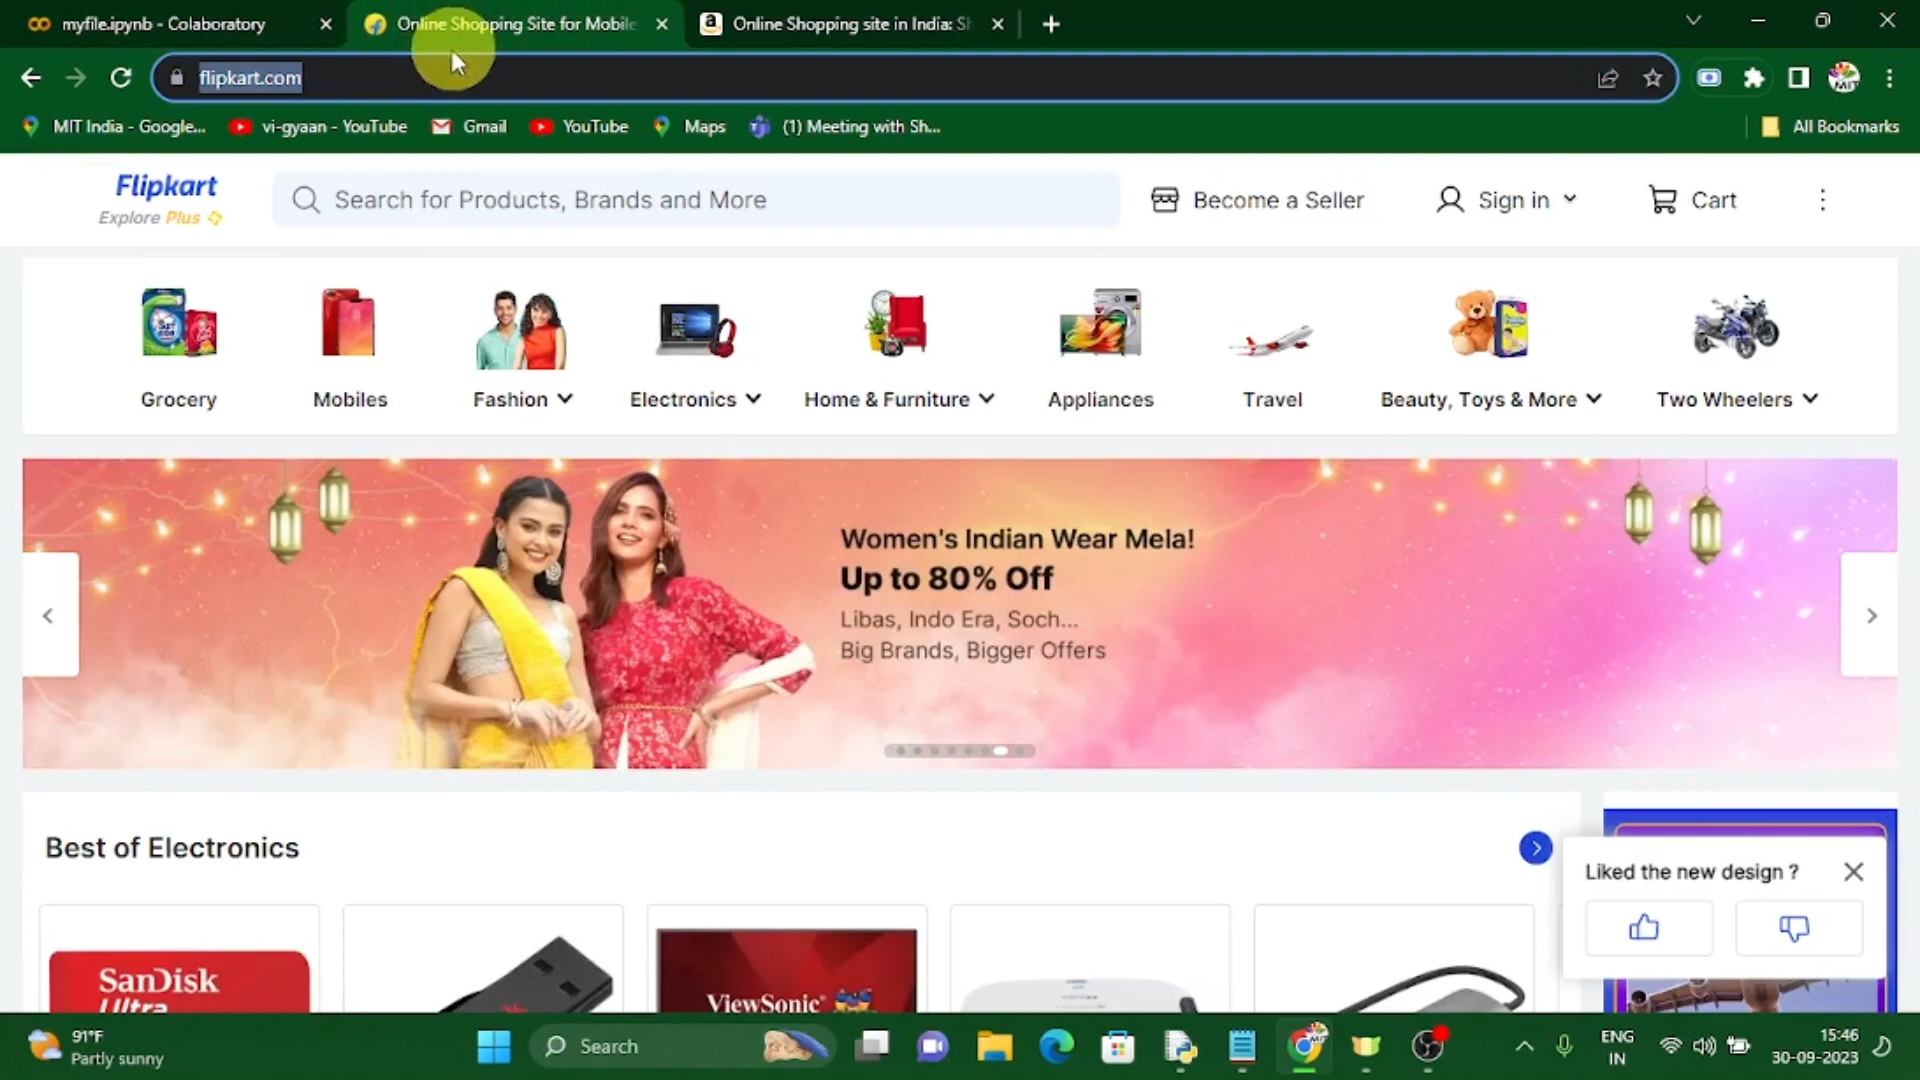 myfile.ipynb - Colaboratory
Online Shopping Site for Mobile
Online Shopping site in India: Sh
flipkart.com
MIT India - Google...
vi-gyaan - YouTube
Gmail
YouTube
Maps
(1) Meeting with Sh...
All Bookmarks
Flipkart
Explore Plus
Search for Products, Brands and More
Become a Seller
Sign in
Cart
Grocery
Mobiles
Fashion
Electronics
Home & Furniture
Appliances
Travel
Beauty, Toys & More
Two Wheelers
Women's Indian Wear Mela!
Up to 80% Off
Libas, Indo Era, Soch...
Big Brands, Bigger Offers
Best of Electronics
Liked the new design ?
SanDisk
Ultra
ViewSonic
91°F
Partly sunny
Search
ENG
IN
15:46
30-09-2023